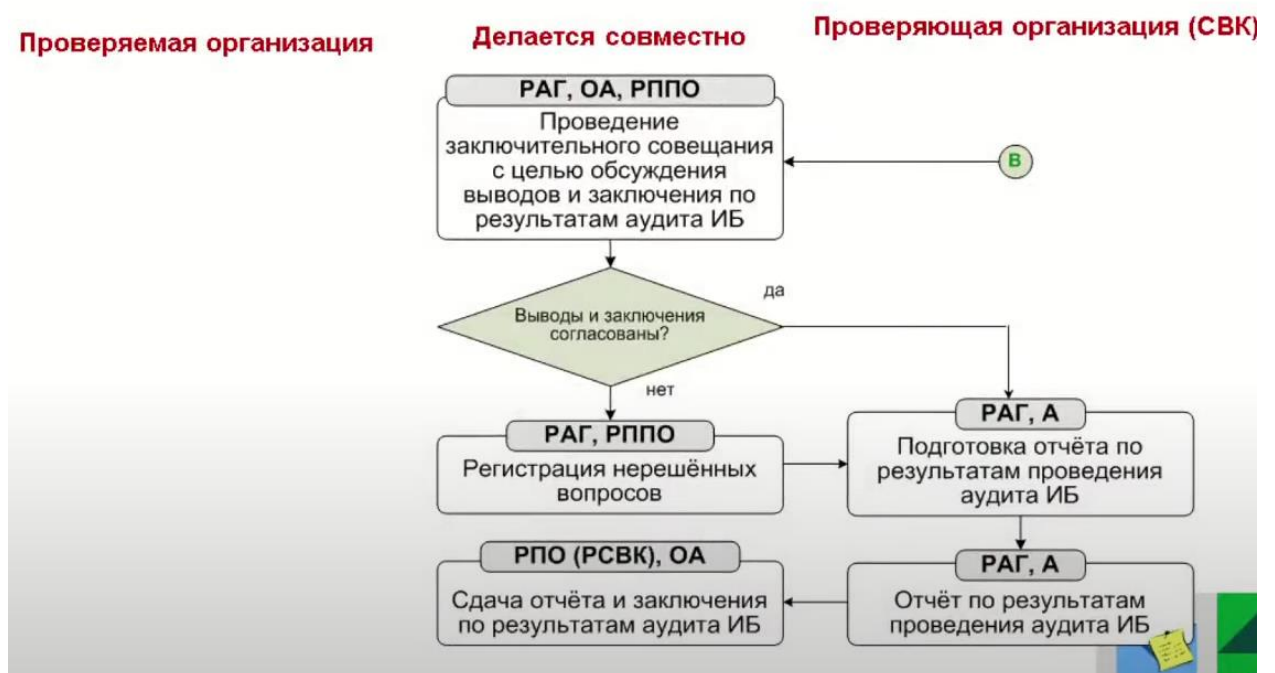 Проверяемая организация
Делается совместно
Проверяющая организация (СВК)
РАГ, ОА, РППО
Проведение
заключительного совещания
с целью обсуждения
выводов и заключения по
результатам аудита ИБ
В
да
Выводы и заключения
согласованы?
нет
РАГ, РППО
Регистрация нерешённых
вопросов
РАГ, А
Подготовка отчёта по
результатам проведения
аудита ИБ
РПО (РСВК), ОА
Сдача отчёта и заключения
по результатам аудита ИБ
РАГ, А
Отчёт по результатам
проведения аудита ИБ